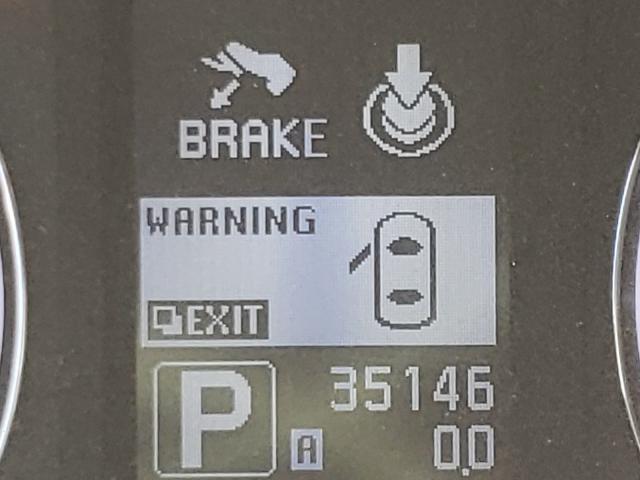 BRAKE
WARNING
EXIT
P
35146
A
0.0